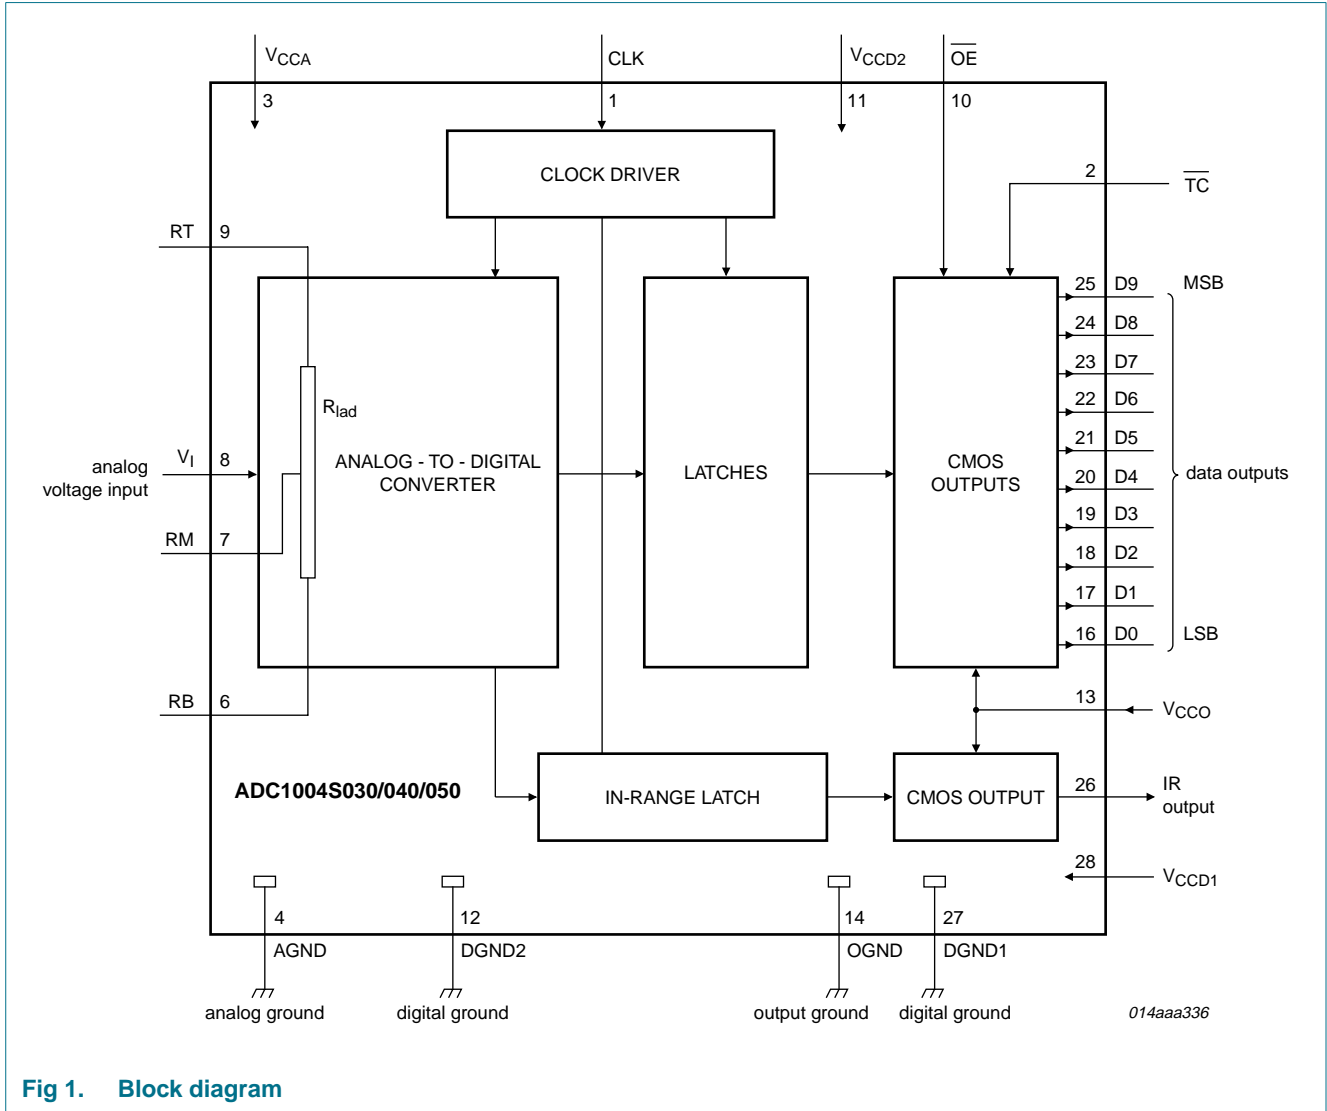 VCCA
CLK
VCCD2
OE
3
1
11
10
CLOCK DRIVER
2
TC
RT
9
25
D9
MSB
24
D8
23
D7
Rlad
22
D6
VI
8
analog
voltage input
ANALOG - TO - DIGITAL
CONVERTER
LATCHES
CMOS
OUTPUTS
21
D5
20
D4
data outputs
19
D3
RM
7
18
D2
17
D1
16
D0
LSB
RB
6
13
VCCO
ADC1004S030/040/050
IN-RANGE LATCH
CMOS OUTPUT
26
IR
output
28
VCCD1
4
12
14
27
AGND
DGND2
OGND
DGND1
analog ground
digital ground
output ground
digital ground
014aaa336
Fig 1. Block diagram